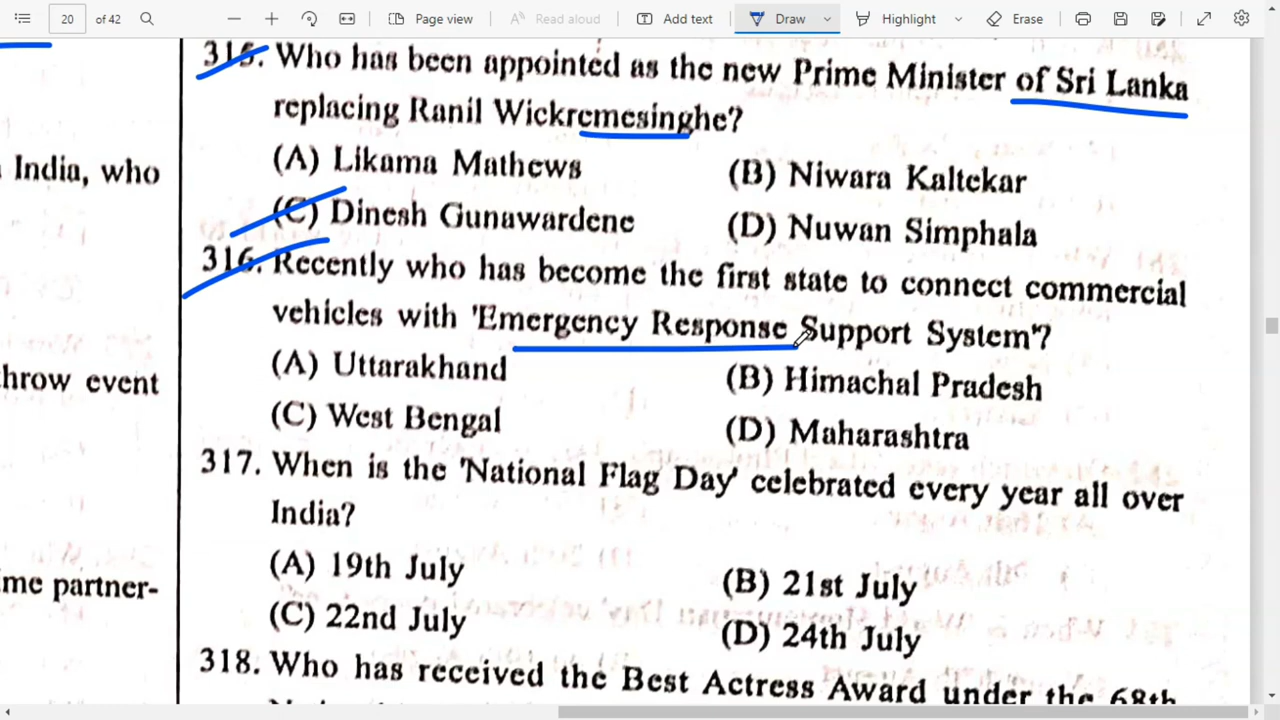 20 of 42 Page view Read aloud Add text Draw Highlight Erase
315. Who has been appointed as the new Prime Minister of Sri Lanka
replacing Ranil Wickremesinghe?
(A) Likama Mathews (B) Niwara Kaltekar
(C) Dinesh Gunawardene (D) Nuwan Simphala
316. Recently who has become the first state to connect commercial
vehicles with 'Emergency Response Support System'?
(A) Uttarakhand (B) Himachal Pradesh
(C) West Bengal (D) Maharashtra
317. When is the 'National Flag Day' celebrated every year all over
India?
(A) 19th July (B) 21st July
(C) 22nd July (D) 24th July
318. Who has received the Best Actress Award under the 68th
India, who
hrow event
me partner-